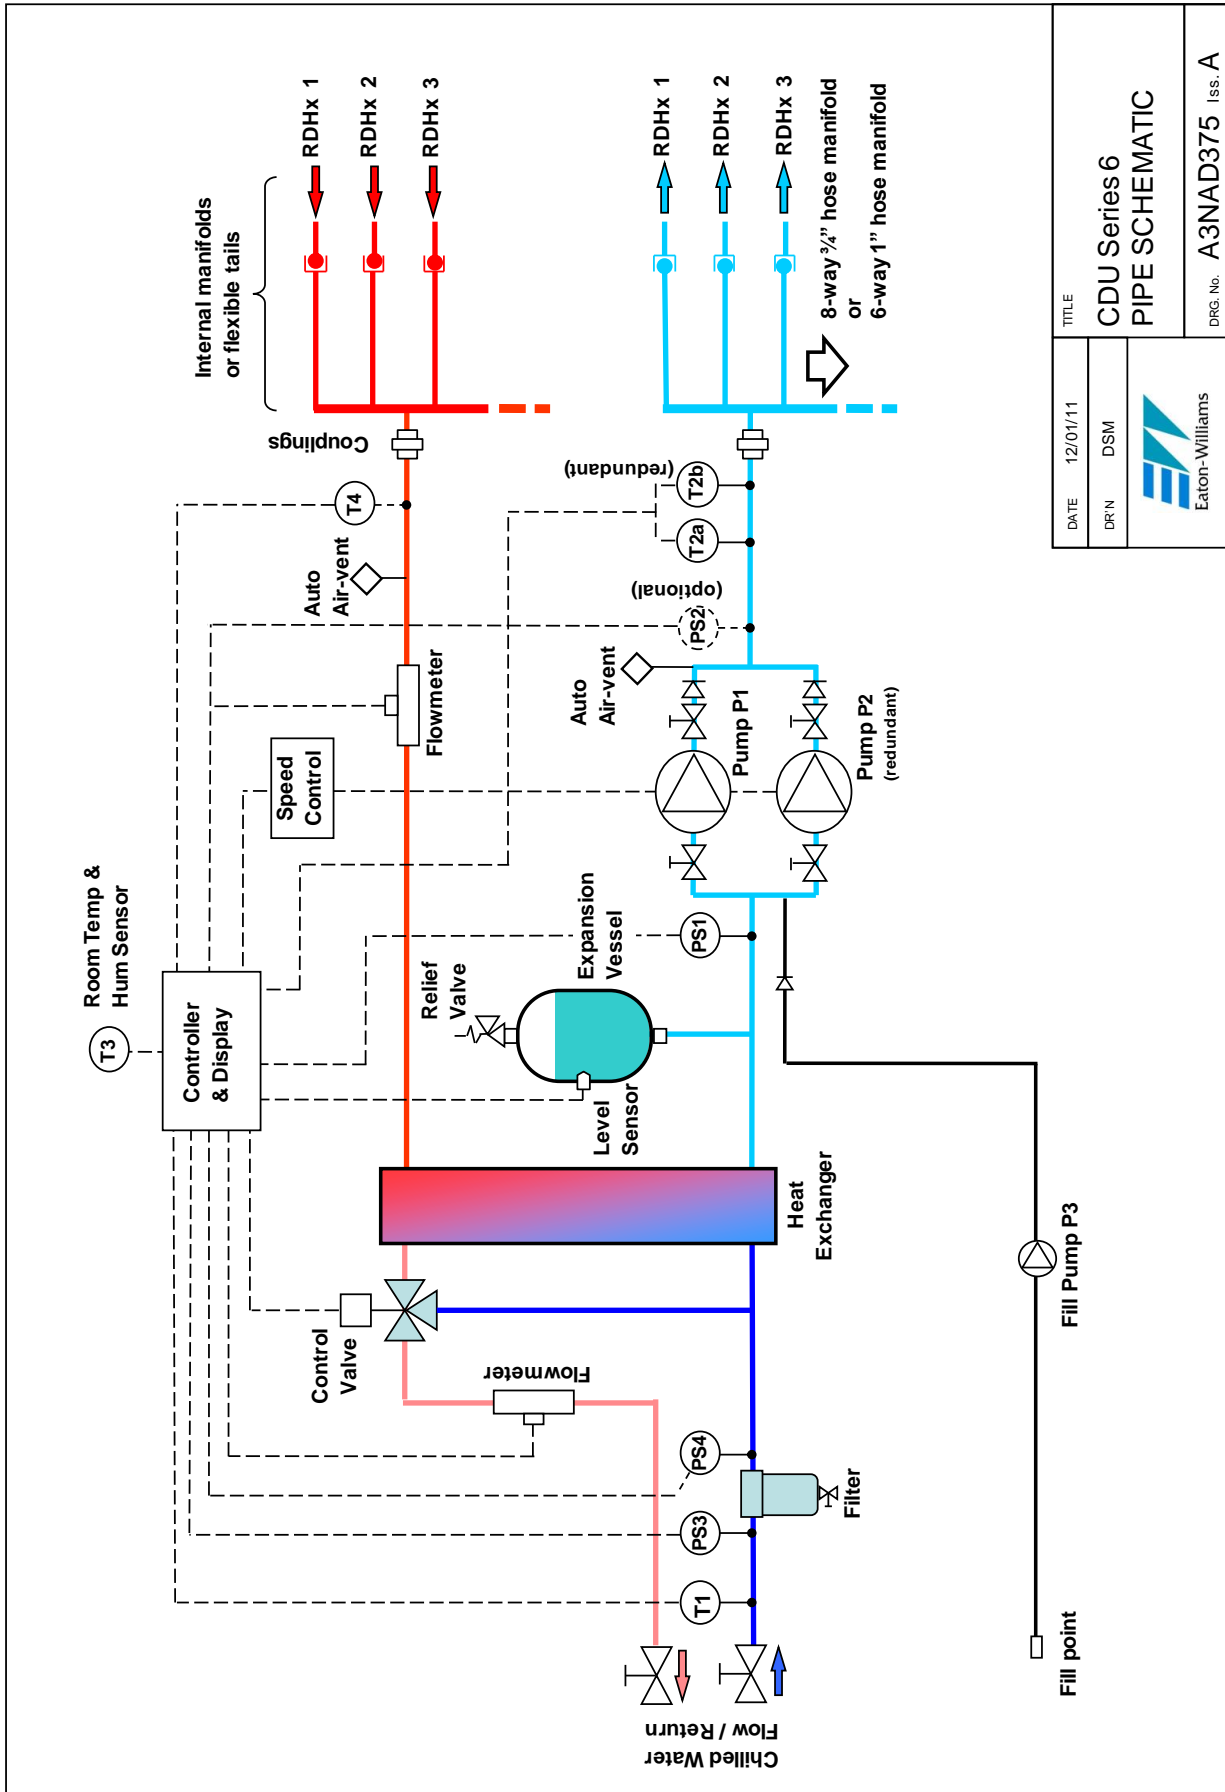 Internal manifolds
or flexible tails
RDHx 1
RDHx 2
RDHx 3
Couplings
T4
Auto
Air-vent
Flowmeter
Speed
Control
Room Temp &
Hum Sensor
T3
Controller
& Display
RDHx 1
RDHx 2
RDHx 3
8-way ¾” hose manifold
or
6-way 1” hose manifold
(redundant)
T2b
T2a
(optional)
PS2
Auto
Air-vent
Pump P1
Pump P2
(redundant)
PS1
Expansion
Vessel
Relief
Valve
Level
Sensor
Heat
Exchanger
Control
Valve
Flowmeter
PS4
PS3
T1
Filter
Chilled Water
Flow / Return
Fill Pump P3
Fill point
TITLE
CDU Series 6
PIPE SCHEMATIC
DRG. No. A3NAD375 Iss. A
DATE 12/01/11
DR'N DSM
Eaton-Williams